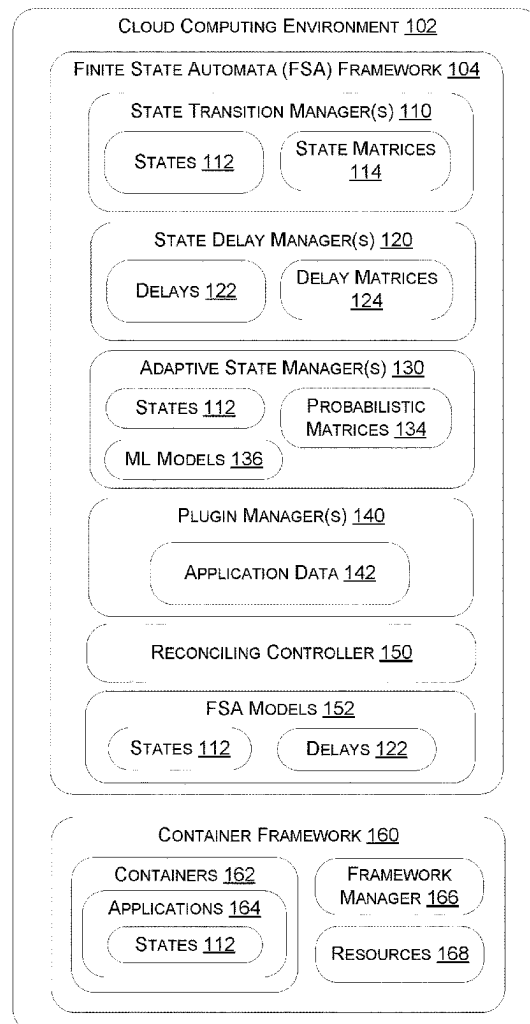 CLOUD COMPUTING ENVIRONMENT 102
FINITE STATE AUTOMATA (FSA) FRAMEWORK 104
STATE TRANSITION MANAGER(S) 110
STATES 112
STATE MATRICES
114
STATE DELAY MANAGER(S) 120
DELAYS 122
DELAY MATRICES
124
ADAPTIVE STATE MANAGER(S) 130
STATES 112
PROBABILISTIC
MATRICES 134
ML MODELS 136
PLUGIN MANAGER(S) 140
APPLICATION DATA 142
RECONCILING CONTROLLER 150
FSA MODELS 152
STATES 112
DELAYS 122
CONTAINER FRAMEWORK 160
CONTAINERS 162
APPLICATIONS 164
STATES 112
FRAMEWORK
MANAGER 166
RESOURCES 168